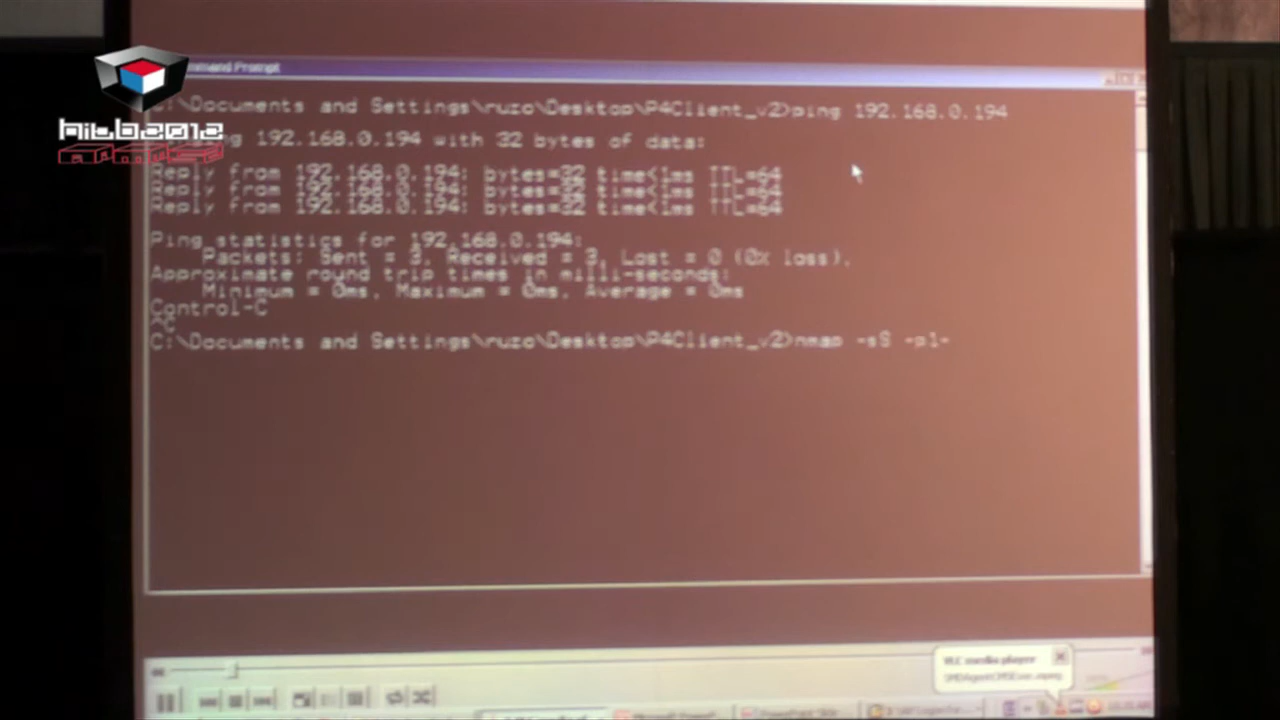 Command Prompt
C:\Documents and Settings\ruzo\Desktop\P4Client_v2>ping 192.168.0.194
hitb2012
192.168.0.194 with 32 bytes of data:
Reply from 192.168.0.194: bytes=32 time<1ms TTL=64
Reply from 192.168.0.194: bytes=32 time<1ms TTL=64
Reply from 192.168.0.194: bytes=32 time<1ms TTL=64
Ping statistics for 192.168.0.194:
Packets: Sent = 3, Received = 3, Lost = 0 (0% loss),
Approximate round trip times in milli-seconds:
Minimum = 0ms, Maximum = 0ms, Average = 0ms
Control-C
^C
C:\Documents and Settings\ruzo\Desktop\P4Client_v2>nmap -sS -p1-
VLC media player